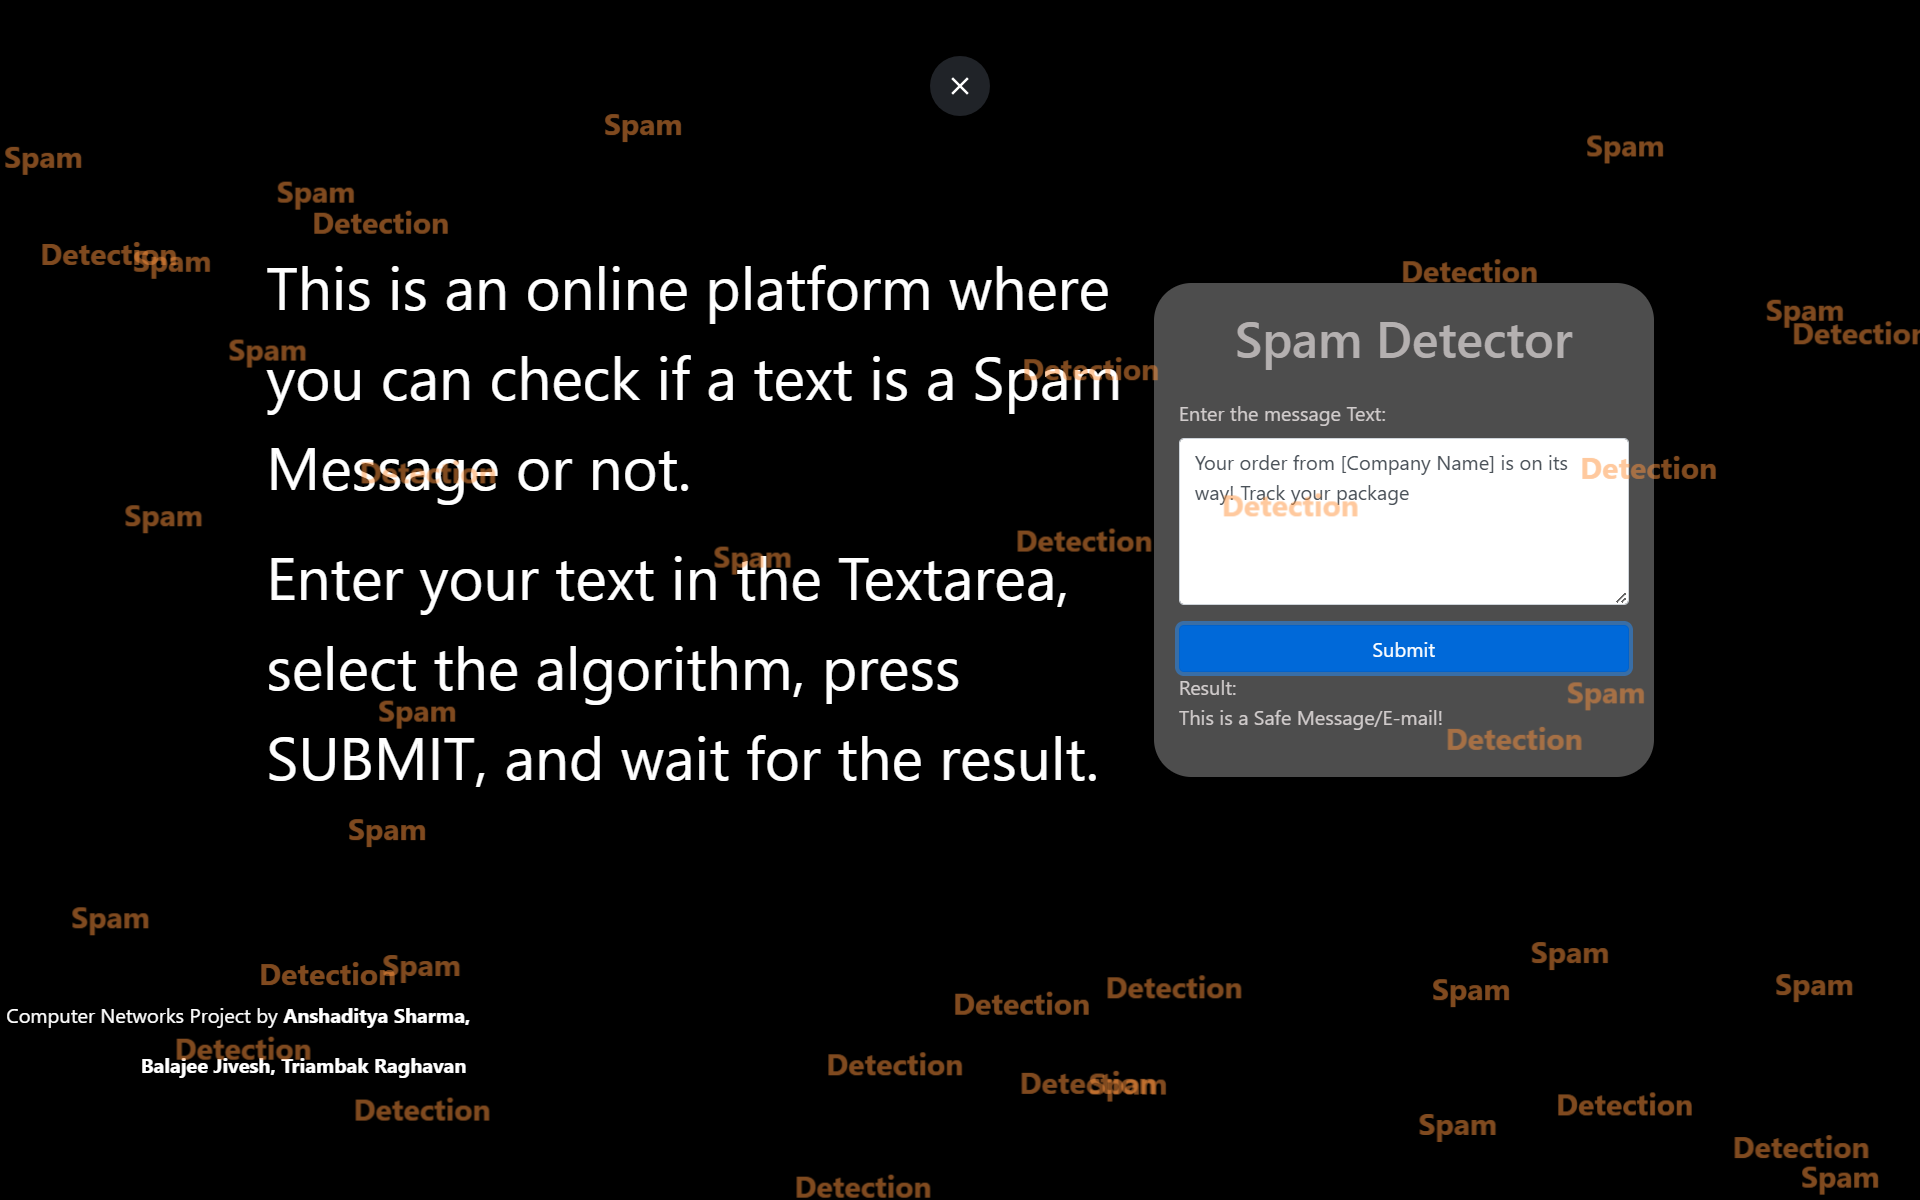 Spam
Spam
Spam
Spam
Detection
Detection
Spam
Detection
Spam
Detection
This is an online platform where
you can check if a text is a Spam
Message or not.
Spam
Detection
Detection
Spam
Spam
Detection
Enter your text in the Textarea,
select the algorithm, press
SUBMIT, and wait for the result.
Spam
Spam
Spam Detector
Enter the message Text:
Your order from [Company Name] is on its
way! Track your package
Detection
Detection
Submit
Result:
This is a Safe Message/E-mail!
Spam
Detection
Spam
Spam
Detection
Spam
Spam
Spam
Detection
Detection
Computer Networks Project by Anshaditya Sharma,
Detection
Balajee Jivesh, Triambak Raghavan
Detection
Detection
Spam
Detection
Detection
Spam
Detection
Spam
Detection